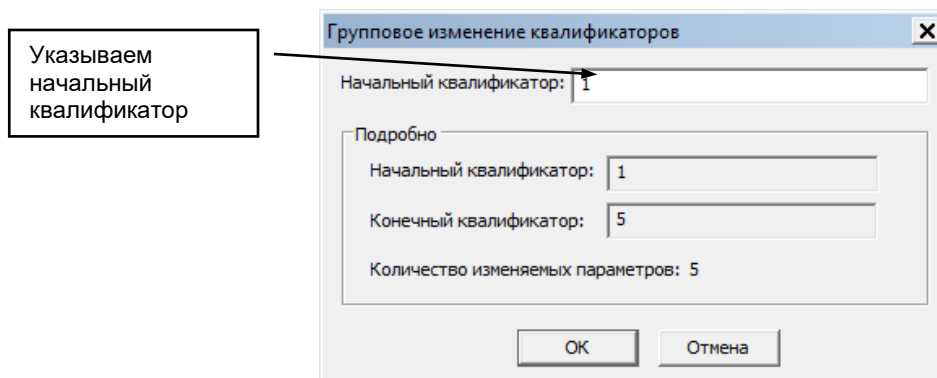 Указываем
начальный
квалификатор
Групповое изменение квалификаторов
Начальный квалификатор: 1
Подробно
Начальный квалификатор: 1
Конечный квалификатор: 5
Количество изменяемых параметров: 5
ОК Отмена